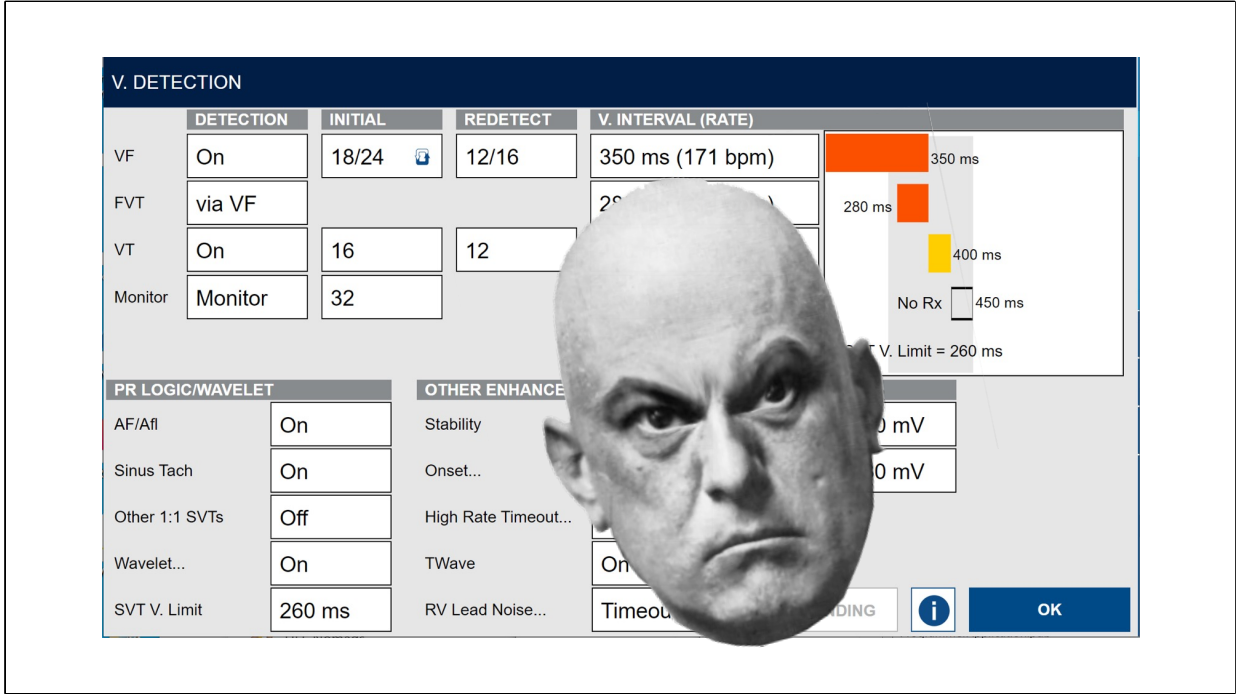 V. DETECTION
DETECTION INITIAL REDETECT V. INTERVAL (RATE)
VF On 18/24 12/16 350 ms (171 bpm) 350 ms
FVT via VF 280 ms
VT On 16 12 400 ms
Monitor Monitor 32 No Rx 450 ms
V. Limit = 260 ms
PR LOGIC/WAVELET OTHER ENHANCE
AF/Afl On Stability mV
Sinus Tach On Onset... mV
Other 1:1 SVTs Off High Rate Timeout...
Wavelet... On TWave On
SVT V. Limit 260 ms RV Lead Noise... Timeou DING i OK